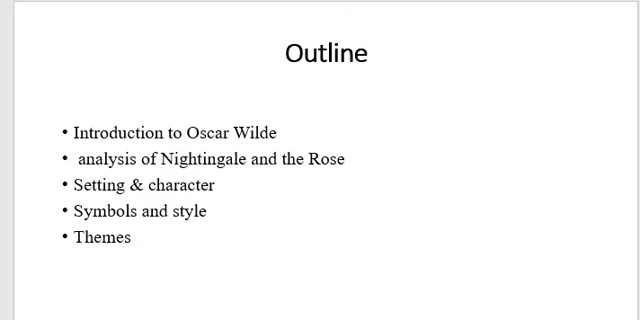 Outline
• Introduction to Oscar Wilde
• analysis of Nightingale and the Rose
• Setting & character
• Symbols and style
• Themes